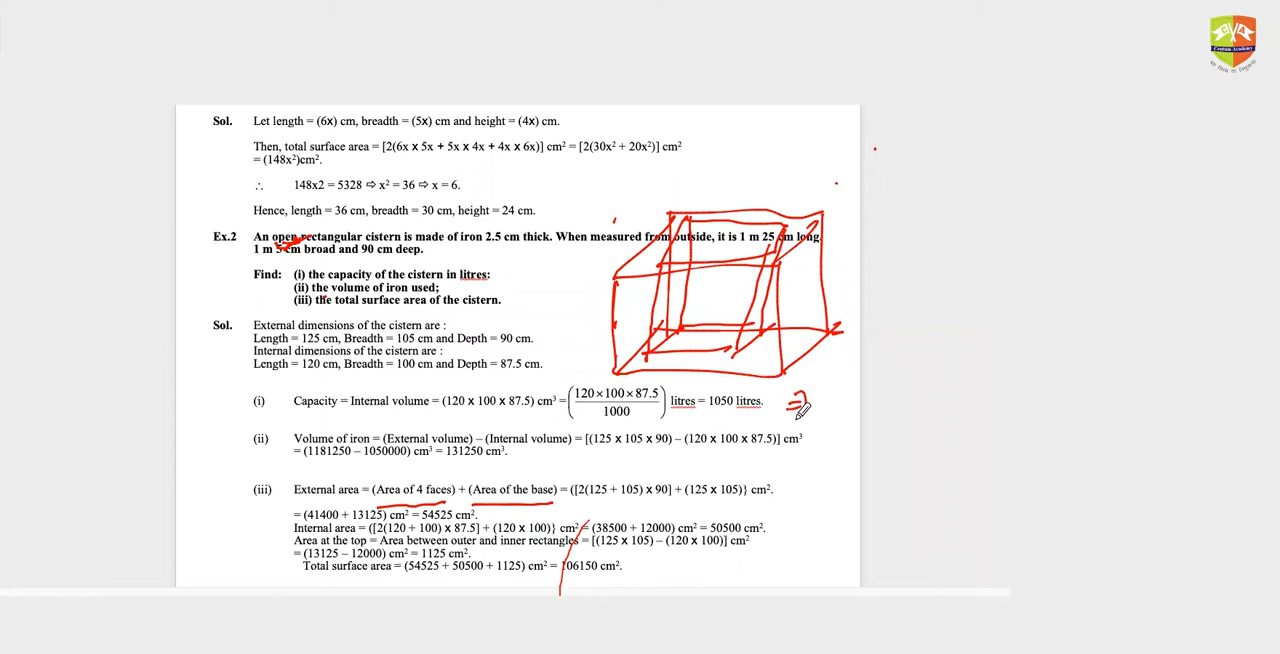 Centum Academy
Sol. Let length = (6x) cm, breadth = (5x) cm and height = (4x) cm.
Then, total surface area = [2(6x x 5x + 5x x 4x + 4x x 6x)] cm² = [2(30x² + 20x²)] cm²
= (148x²)cm².
∴ 148x2 = 5328 ⇨ x² = 36 ⇨ x = 6.
Hence, length = 36 cm, breadth = 30 cm, height = 24 cm.
Ex.2 An open rectangular cistern is made of iron 2.5 cm thick. When measured from outside, it is 1 m 25 cm long,
1 m 5 cm broad and 90 cm deep.
Find: (i) the capacity of the cistern in litres:
(ii) the volume of iron used;
(iii) the total surface area of the cistern.
Sol. External dimensions of the cistern are :
Length = 125 cm, Breadth = 105 cm and Depth = 90 cm.
Internal dimensions of the cistern are :
Length = 120 cm, Breadth = 100 cm and Depth = 87.5 cm.
(i) Capacity = Internal volume = (120 x 100 x 87.5) cm³ = (120×100×87.5 / 1000) litres = 1050 litres.
(ii) Volume of iron = (External volume) – (Internal volume) = [(125 x 105 x 90) – (120 x 100 x 87.5)] cm³
= (1181250 – 1050000) cm³ = 131250 cm³.
(iii) External area = (Area of 4 faces) + (Area of the base) = ([2(125 + 105) x 90] + (125 x 105)} cm².
= (41400 + 13125) cm² = 54525 cm².
Internal area = ([2(120 + 100) x 87.5] + (120 x 100)} cm² = (38500 + 12000) cm² = 50500 cm².
Area at the top = Area between outer and inner rectangles = [(125 x 105) – (120 x 100)] cm²
= (13125 – 12000) cm² = 1125 cm².
Total surface area = (54525 + 50500 + 1125) cm² = 106150 cm².